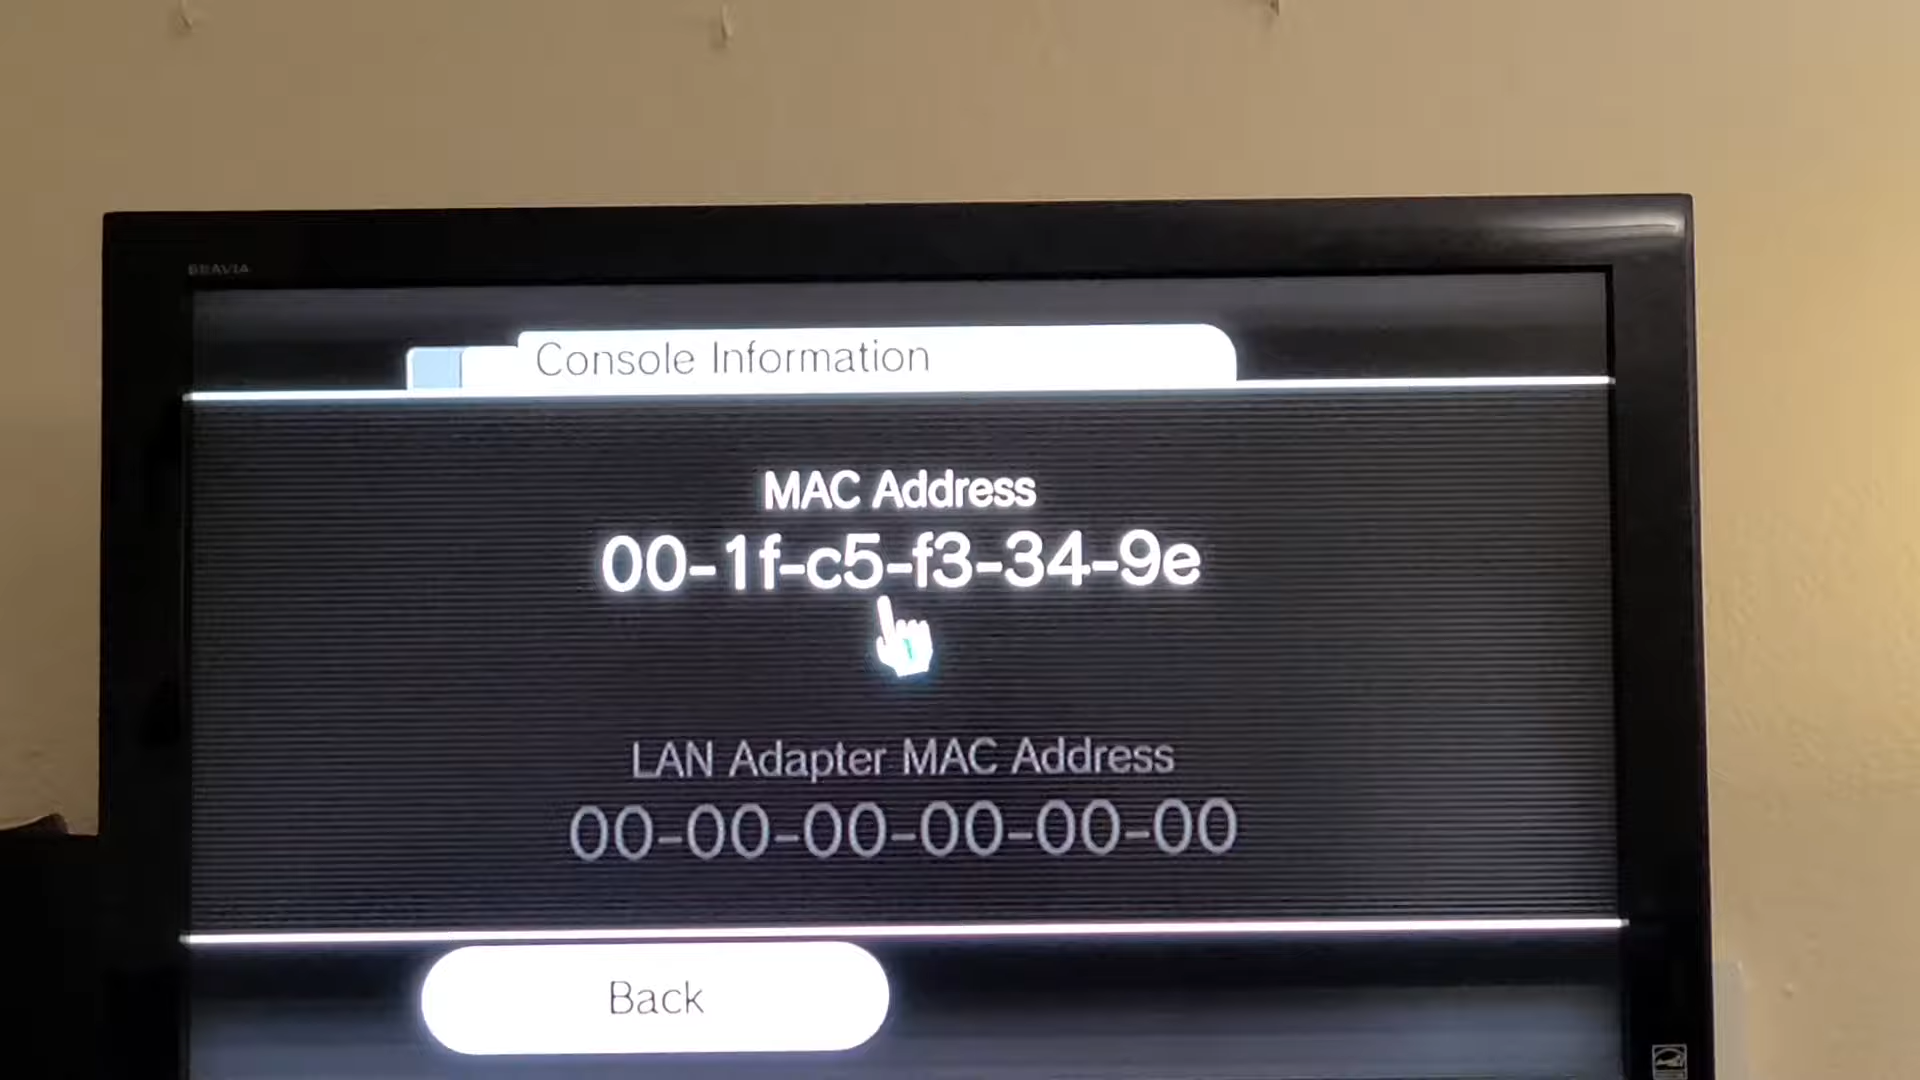 BRAVIA
Console Information
MAC Address
00-1f-c5-f3-34-9e
LAN Adapter MAC Address
00-00-00-00-00-00
Back